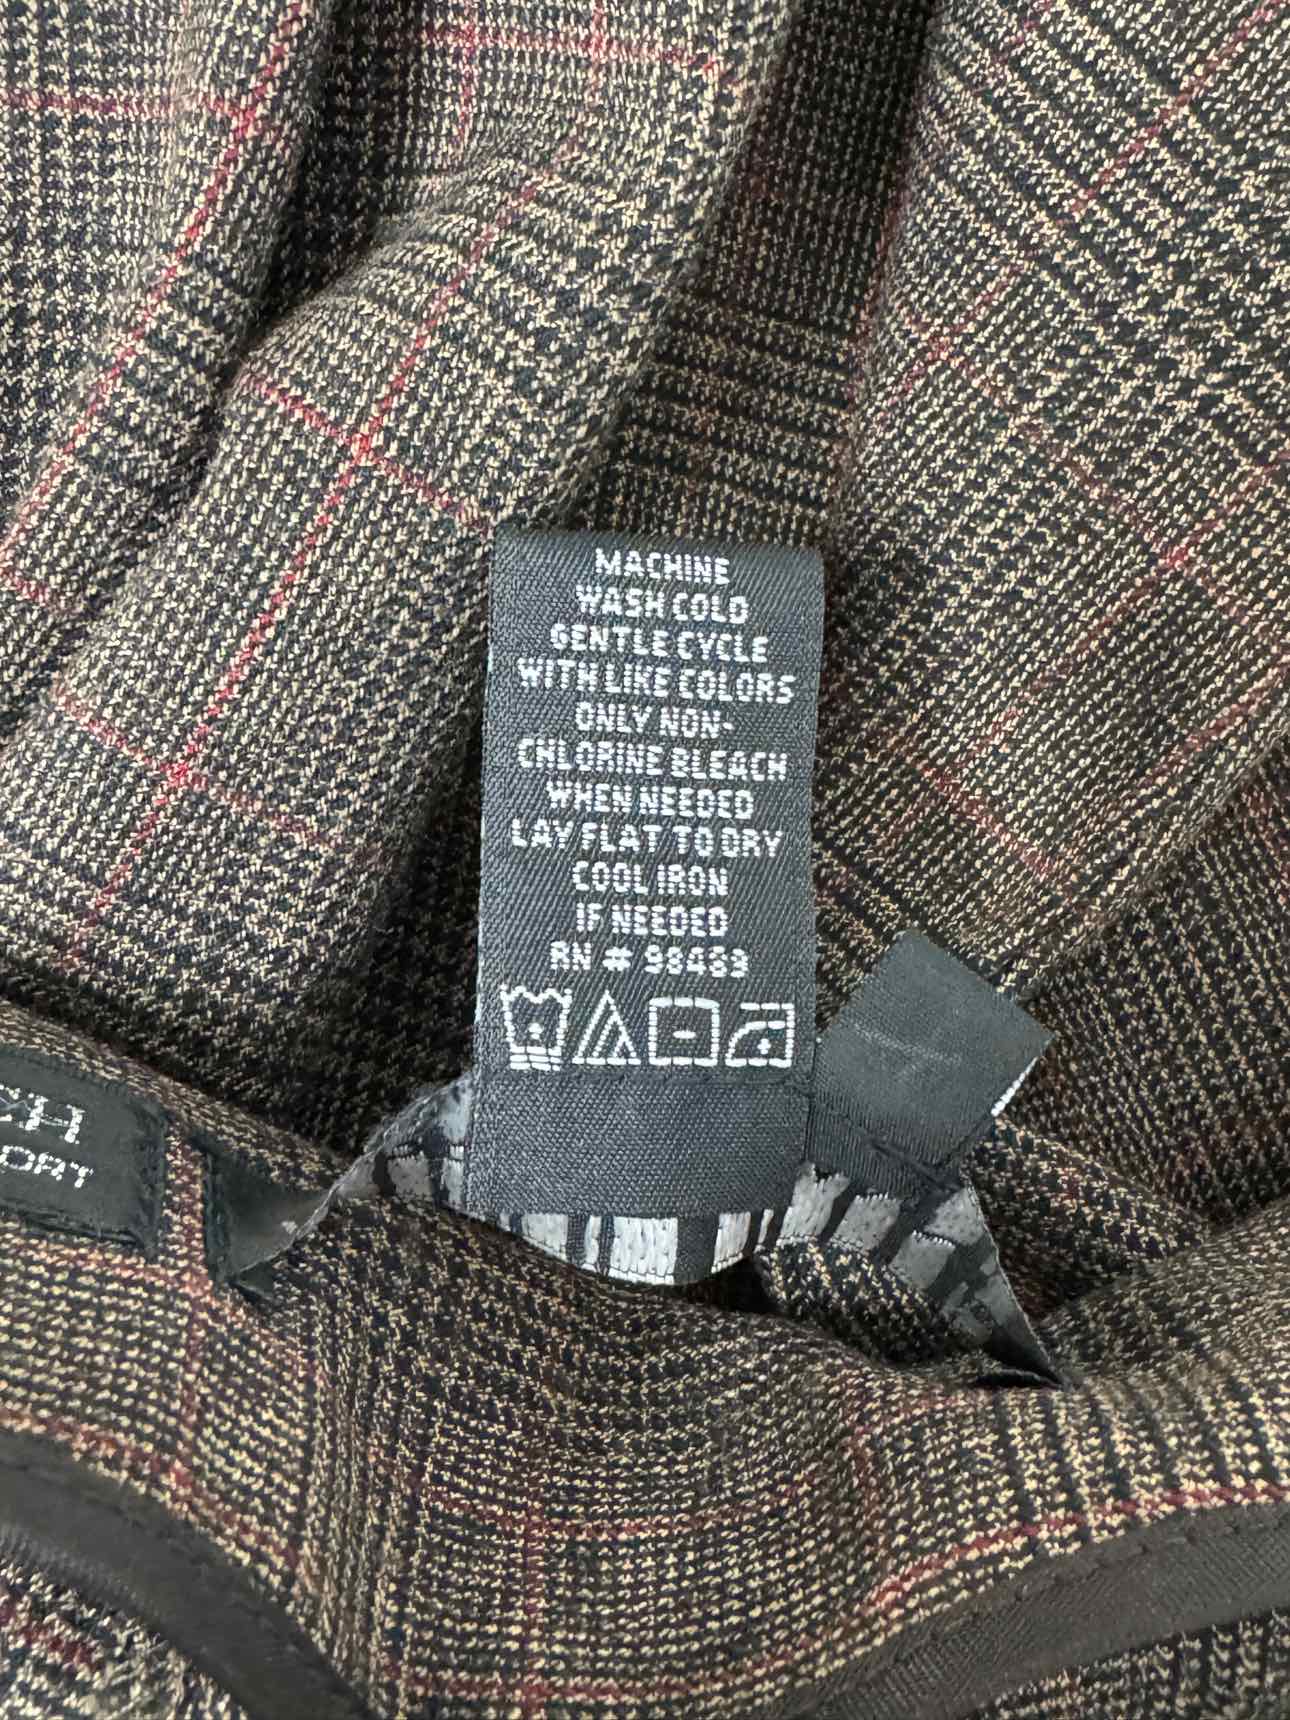 MACHINE
WASH COLD
GENTLE CYCLE
WITH LIKE COLORS
ONLY NON-
CHLORINE BLEACH
WHEN NEEDED
LAY FLAT TO DRY
COOL IRON
IF NEEDED
RN # 98463